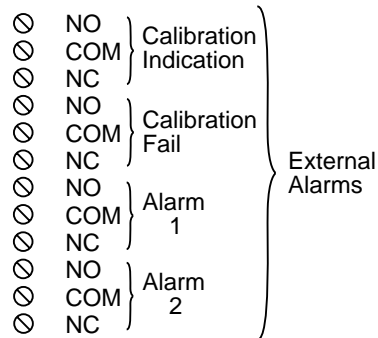 NO
COM
NC
Calibration
Indication
NO
COM
NC
Calibration
Fail
NO
COM
NC
Alarm
1
NO
COM
NC
Alarm
2
External
Alarms